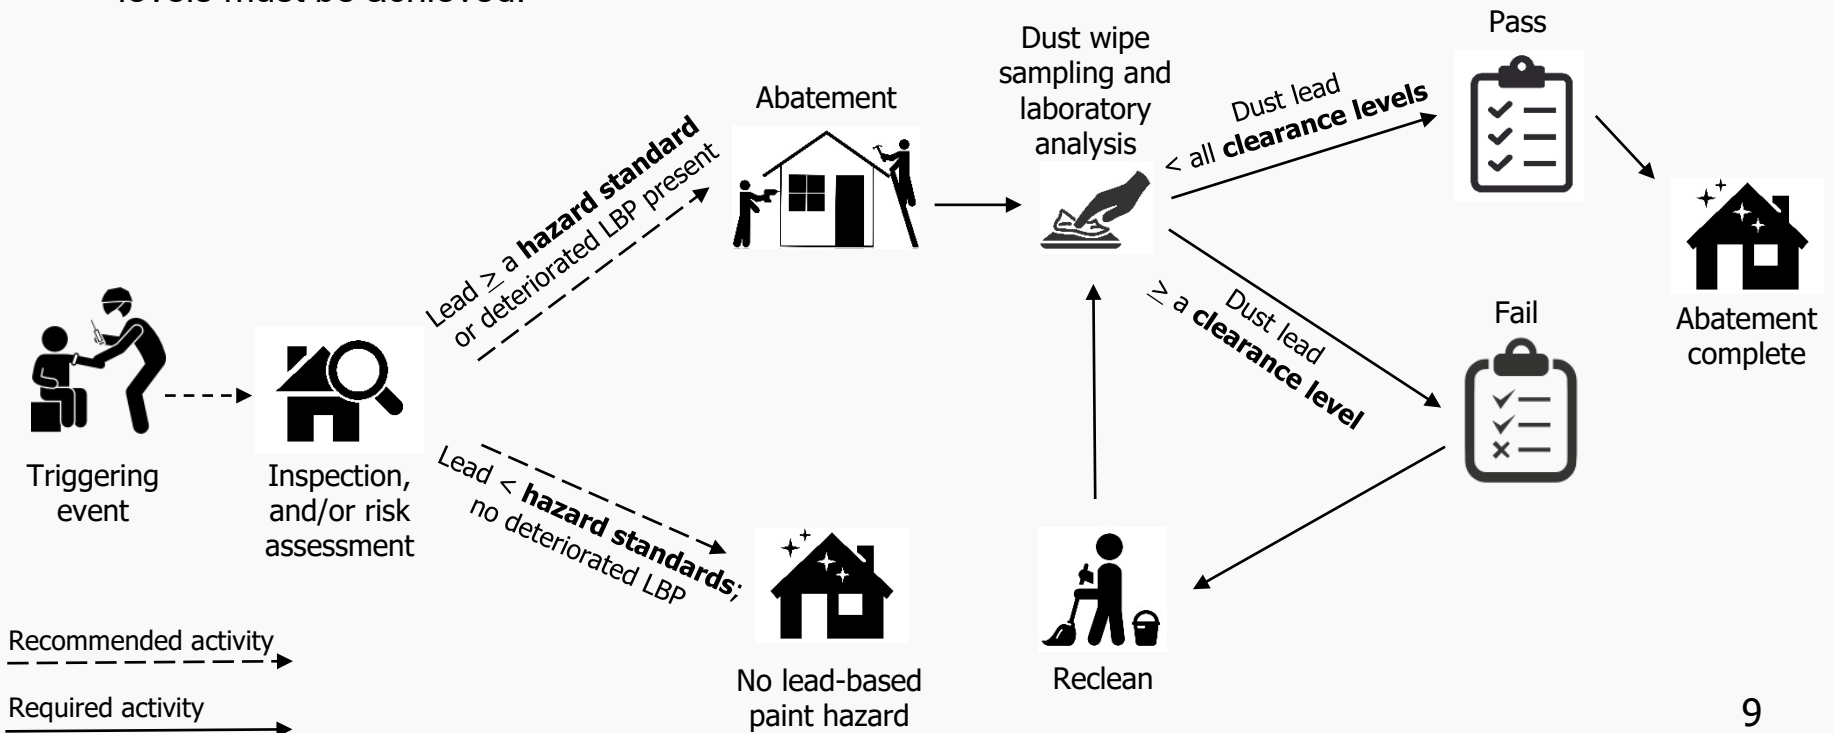 levels must be achieved.
Triggering
event
Inspection,
and/or risk
assessment
Lead ≥ a hazard standard
or deteriorated LBP present
Lead < hazard standards;
no deteriorated LBP
Abatement
No lead-based
paint hazard
Dust wipe
sampling and
laboratory
analysis
Dust lead
< all clearance levels
Dust lead
≥ a clearance level
Pass
Fail
Reclean
Abatement
complete
Recommended activity
Required activity
9